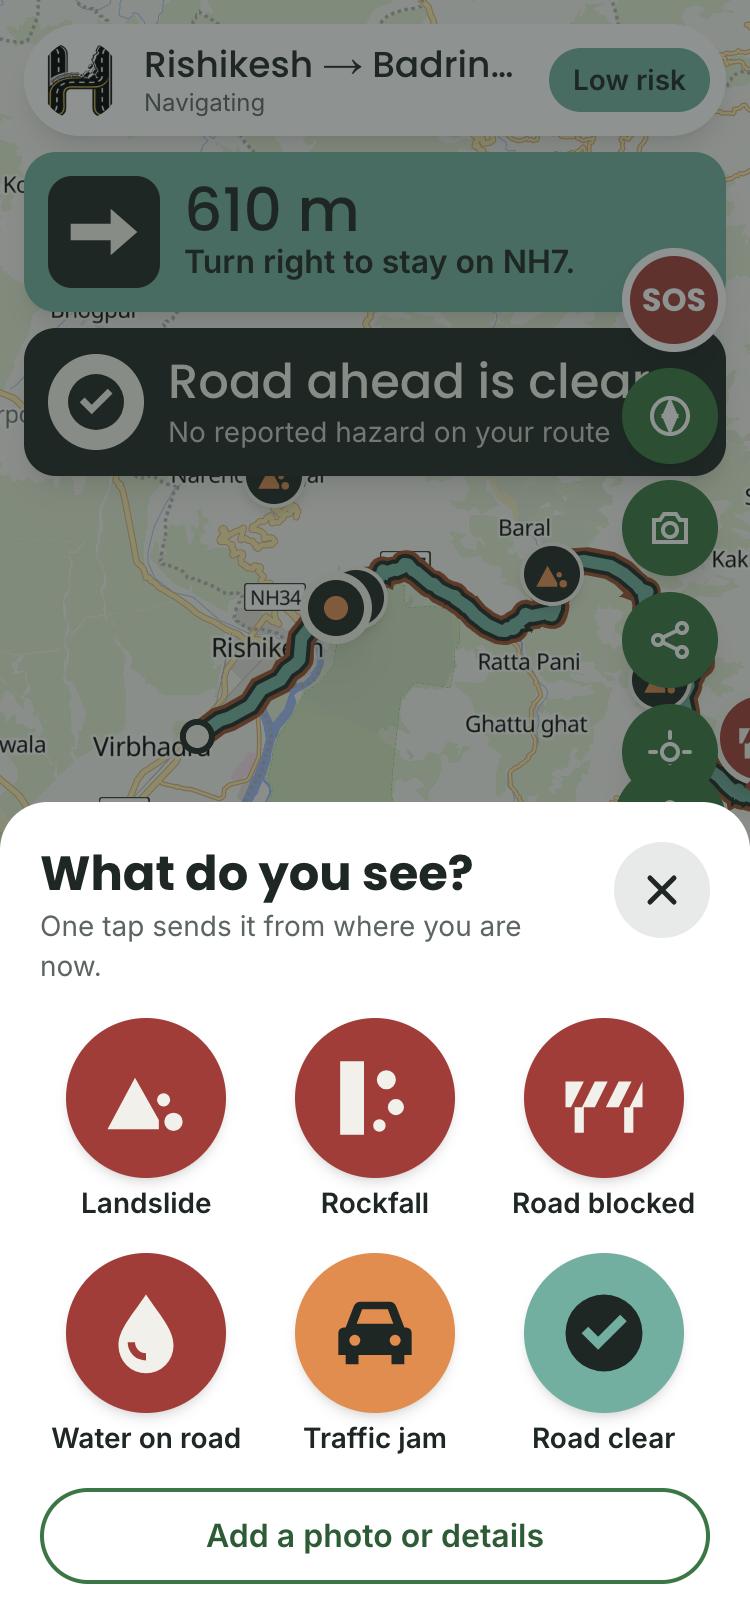 Rishikesh → Badrin...
Navigating
Low risk
610 m
Turn right to stay on NH7.
SOS
Road ahead is clear
No reported hazard on your route
Baral
NH34
Ratta Pani
Ghattu ghat
wala
What do you see?
One tap sends it from where you are
now.
Landslide
Rockfall
Road blocked
Water on road
Traffic jam
Road clear
Add a photo or details